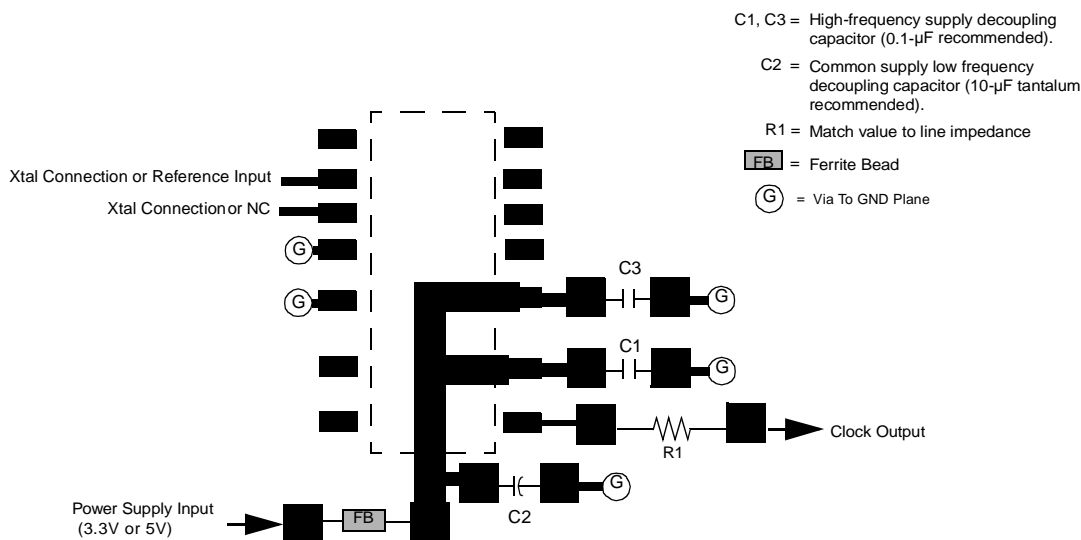 C1, C3 = High-frequency supply decoupling
capacitor (0.1-µF recommended).
C2 = Common supply low frequency
decoupling capacitor (10-µF tantalum
recommended).
R1 = Match value to line impedance
FB = Ferrite Bead
G = Via To GND Plane
Xtal Connection or Reference Input
Xtal Connection or NC
G
G
C3
G
C1
G
R1
Clock Output
C2
G
Power Supply Input
(3.3V or 5V)
FB